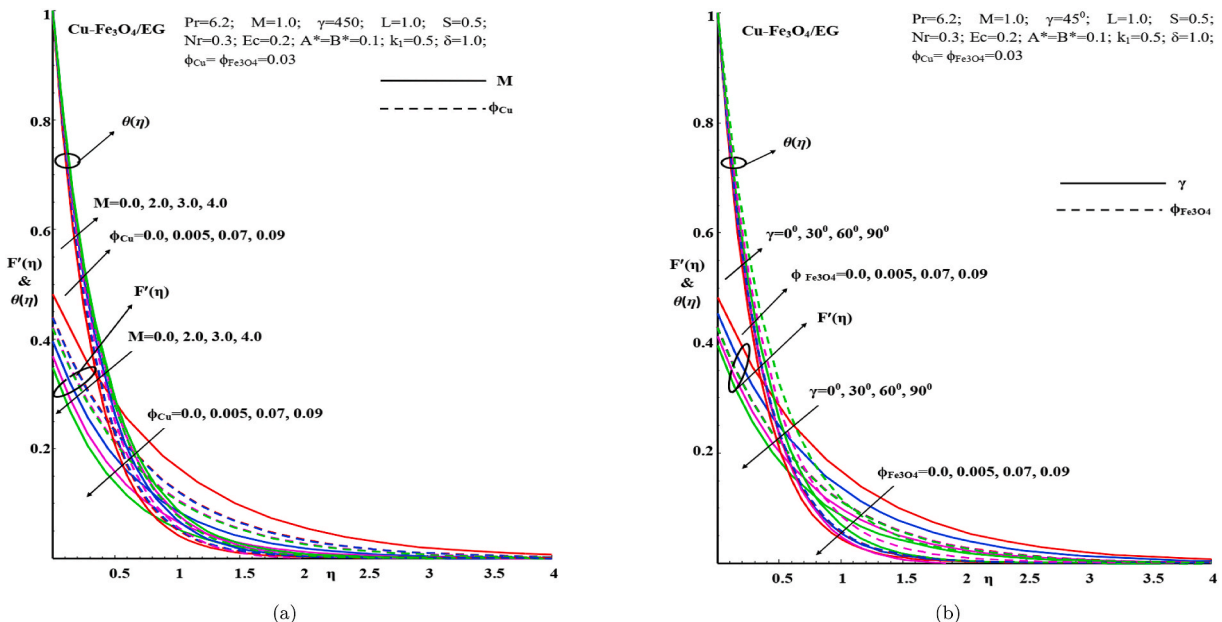 1
Cu–Fe₃O₄/EG
Pr=6.2; M=1.0; γ=450; L=1.0; S=0.5;
Nr=0.3; Ec=0.2; A*=B*=0.1; k₁=0.5; δ=1.0;
ϕCu= ϕFe3O4=0.03
M
ϕCu
θ(η)
0.8
M=0.0, 2.0, 3.0, 4.0
ϕCu=0.0, 0.005, 0.07, 0.09
0.6
F′(η)
&
θ(η)
F′(η)
0.4
M=0.0, 2.0, 3.0, 4.0
ϕCu=0.0, 0.005, 0.07, 0.09
0.2
0.5
1
1.5
2
η
2.5
3
3.5
4
(a)
1
Cu–Fe₃O₄/EG
Pr=6.2; M=1.0; γ=45⁰; L=1.0; S=0.5;
Nr=0.3; Ec=0.2; A*=B*=0.1; k₁=0.5; δ=1.0;
ϕCu= ϕFe3O4=0.03
0.8
θ(η)
γ
ϕFe3O4
γ=0⁰, 30⁰, 60⁰, 90⁰
0.6
ϕ Fe3O4=0.0, 0.005, 0.07, 0.09
F′(η)
&
θ(η)
F′(η)
0.4
γ=0⁰, 30⁰, 60⁰, 90⁰
0.2
ϕFe3O4=0.0, 0.005, 0.07, 0.09
0.5
1
1.5
2
η
2.5
3
3.5
4
(b)